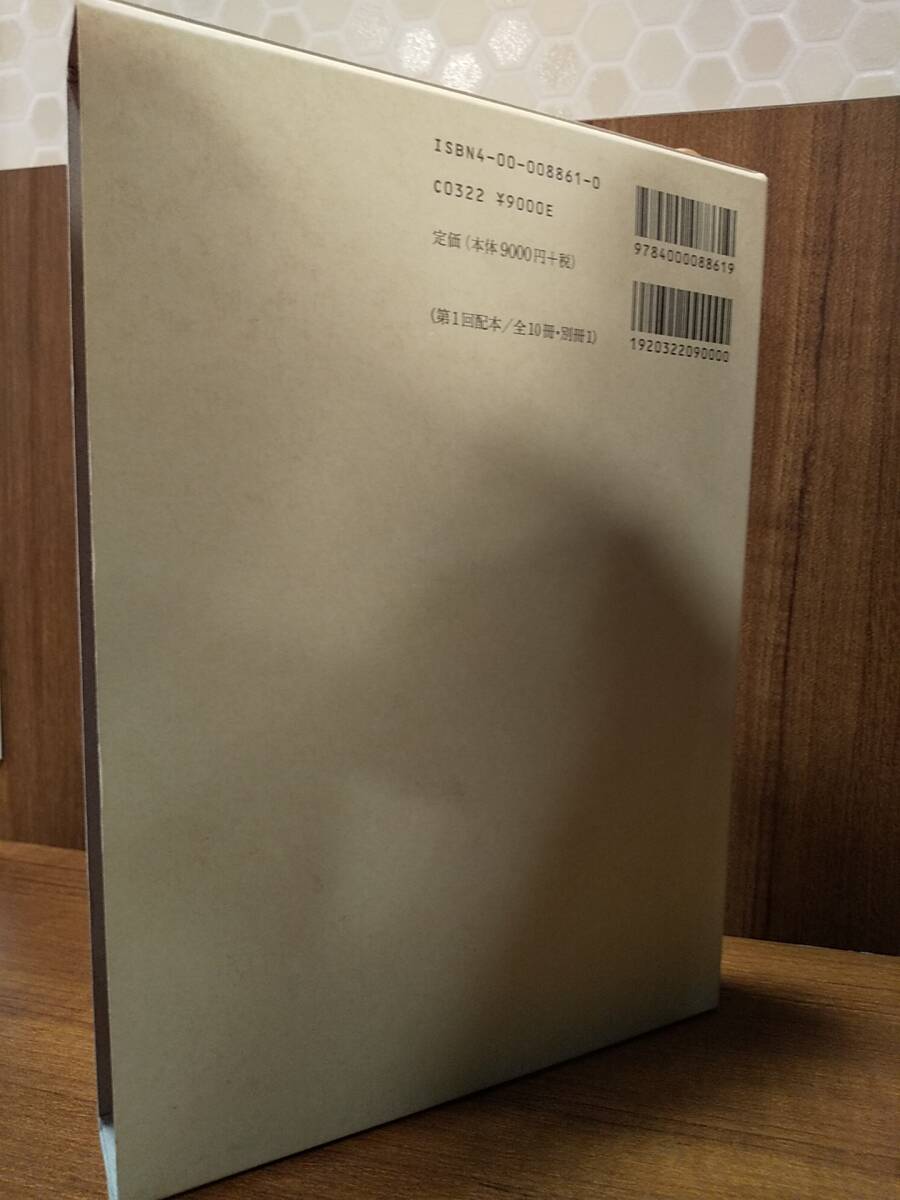 ISBN4-00-008861-0
C0322 ¥9000E
定価(本体9000円+税)
(第1回配本/全10冊・別冊1)
9784000088619
1920322090000